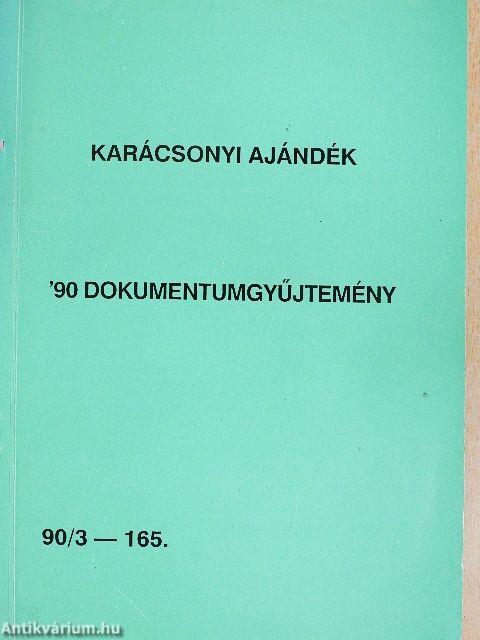 KARÁCSONYI AJÁNDÉK
'90 DOKUMENTUMGYŰJTEMÉNY
90/3 — 165.
Antikvárium.hu